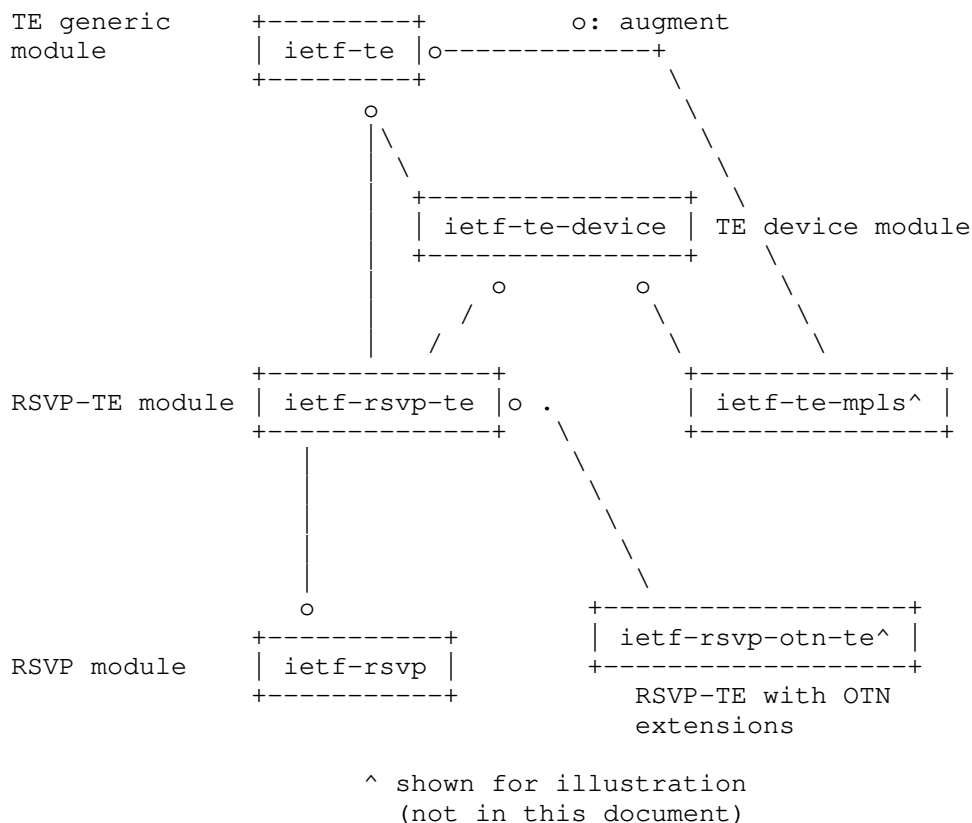 TE generic    +---------+          o: augment
module        | ietf-te |o-------------+
              +---------+               \
                     o                   \
                     |\                   \
                     | \                   \
                     |  +----------------+  \
                     |  | ietf-te-device | TE device module
                     |  +----------------+    \
                     |       o        o        \
                     |      /          \        \
                     |     /            \        \
              +--------------+           +---------------+
RSVP-TE module | ietf-rsvp-te |o .         | ietf-te-mpls^ |
              +--------------+   \       +---------------+
                 |                \
                 |                 \
                 |                  \
                 |                   \
                 |                    \
                 o                 +-------------------+
              +-----------+        | ietf-rsvp-otn-te^ |
RSVP module   | ietf-rsvp |        +-------------------+
              +-----------+           RSVP-TE with OTN
                                      extensions
                     ^ shown for illustration
                       (not in this document)